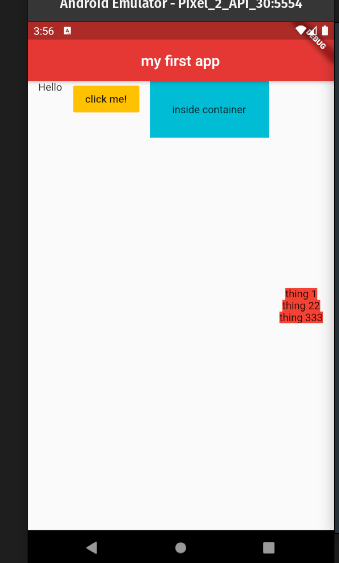 Android Emulator - Pixel_2_API_30:5554
3:56 A
DEBUG
my first app
Hello
click me!
inside container
thing 1
thing 22
thing 333